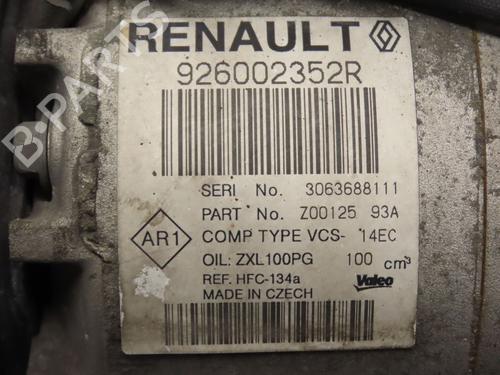 RENAULT
926002352R
SERI No. 3063688111
PART No. Z00125 93A
AR1
COMP TYPE VCS- 14EC
OIL: ZXL100PG 100 cm³
REF. HFC-134a
MADE IN CZECH
Valeo
B-PARTS